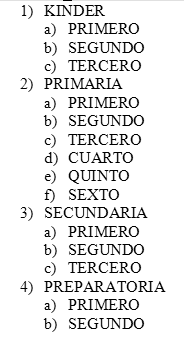 1) KINDER
a) PRIMERO
b) SEGUNDO
c) TERCERO
2) PRIMARIA
a) PRIMERO
b) SEGUNDO
c) TERCERO
d) CUARTO
e) QUINTO
f) SEXTO
3) SECUNDARIA
a) PRIMERO
b) SEGUNDO
c) TERCERO
4) PREPARATORIA
a) PRIMERO
b) SEGUNDO